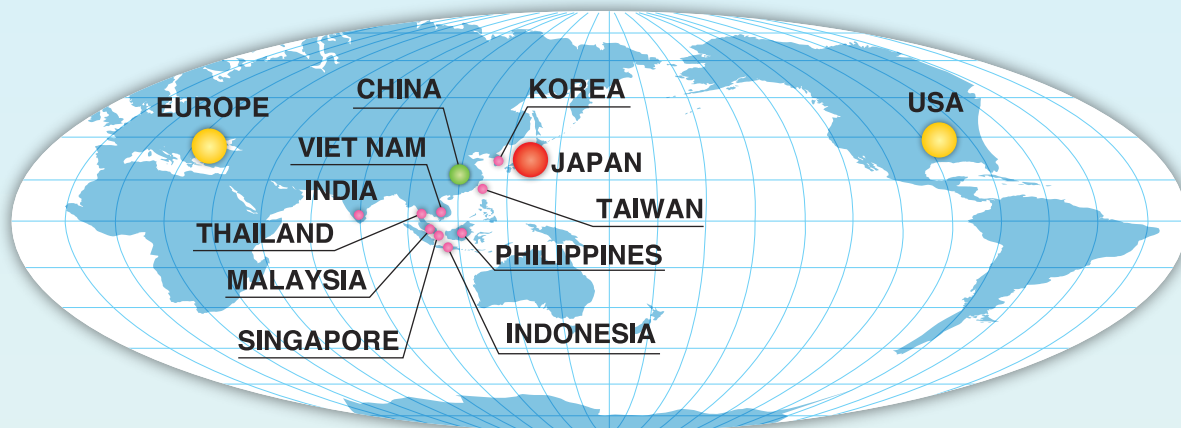 CHINA
KOREA
USA
EUROPE
VIET NAM
JAPAN
INDIA
TAIWAN
THAILAND
PHILIPPINES
MALAYSIA
SINGAPORE
INDONESIA